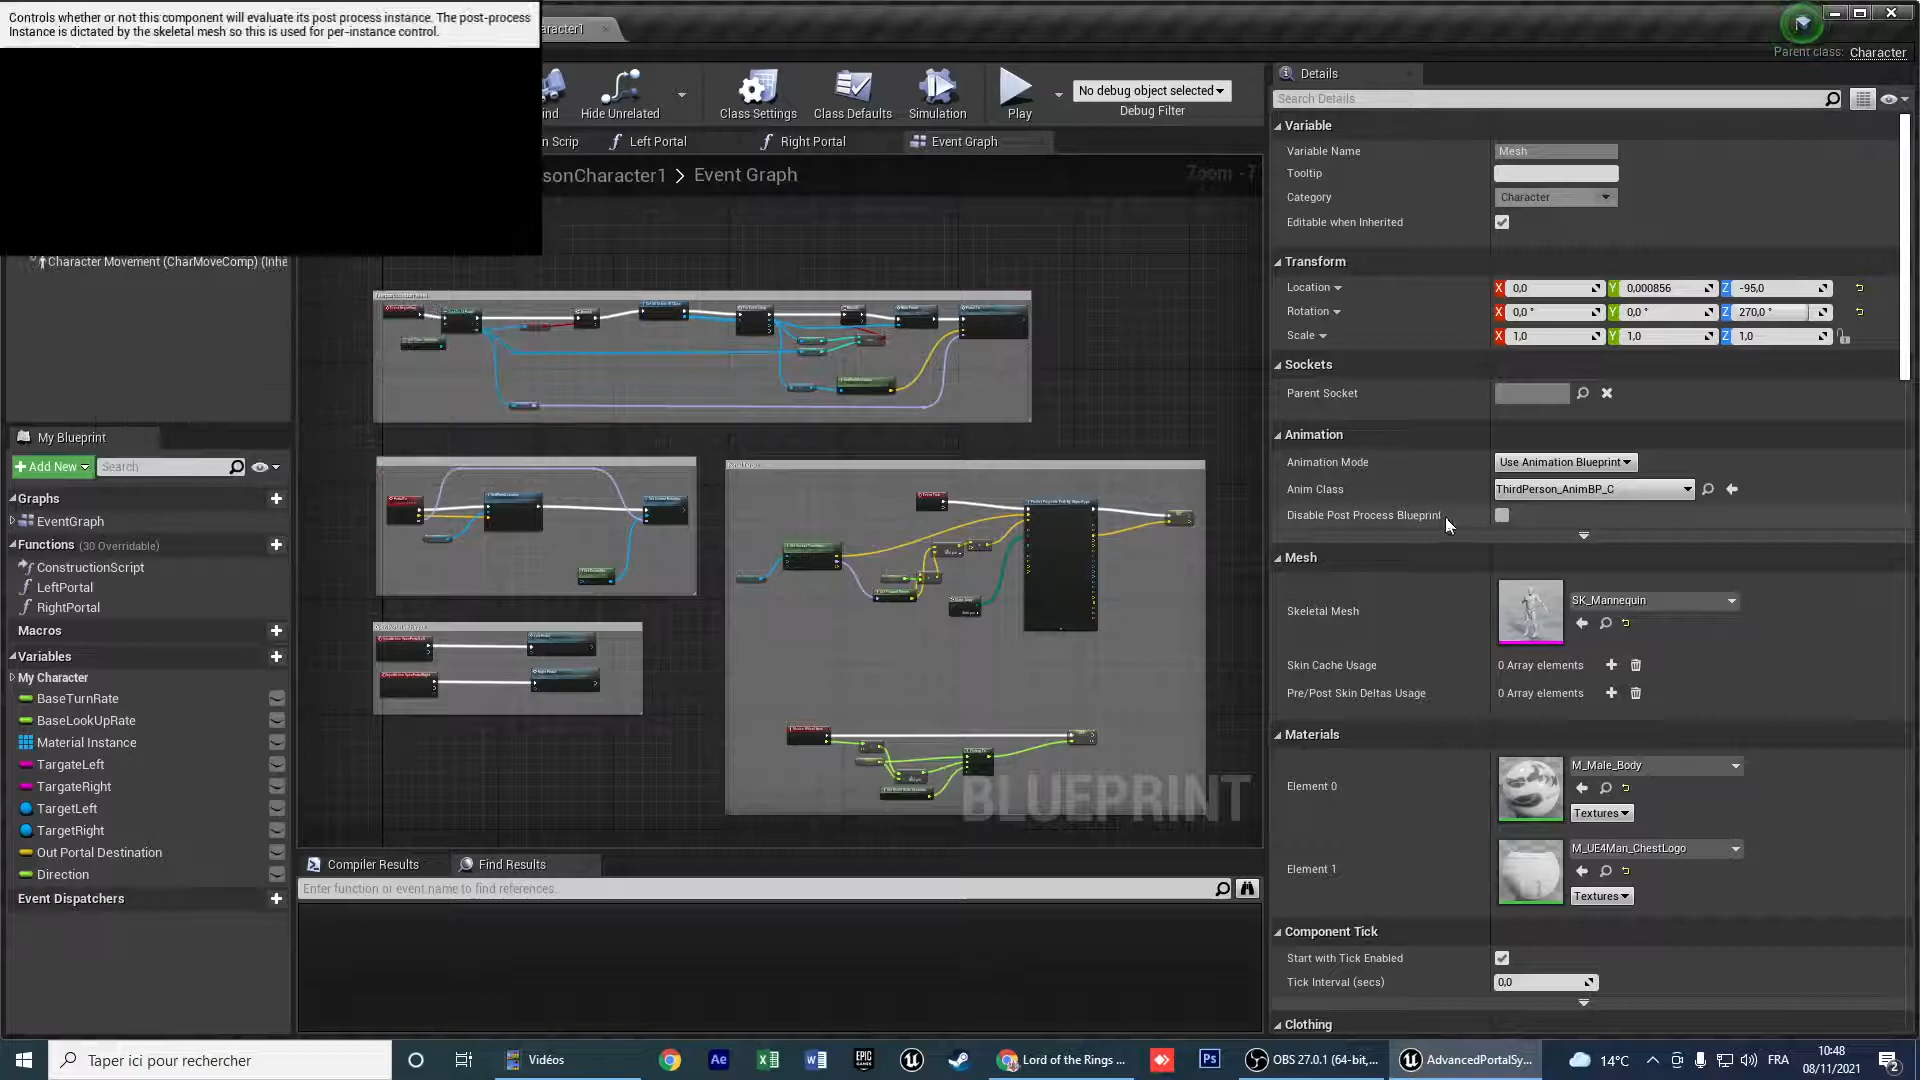 Controls whether or not this component will evaluate its post process instance. The post-process
Instance is dictated by the skeletal mesh so this is used for per-instance control.
aracter1
Parent class: Character
ind
Hide Unrelated
Class Settings
Class Defaults
Simulation
Play
No debug object selected
Debug Filter
n Scrip
Left Portal
Right Portal
Event Graph
sonCharacter1 > Event Graph
Zoom -7
Character Movement (CharMoveComp) (Inhe
BLUEPRINT
My Blueprint
Add New
Search
Graphs
EventGraph
Functions (30 Overridable)
ConstructionScript
LeftPortal
RightPortal
Macros
Variables
My Character
BaseTurnRate
BaseLookUpRate
Material Instance
TargateLeft
TargateRight
TargetLeft
TargetRight
Out Portal Destination
Direction
Event Dispatchers
Compiler Results
Find Results
Enter function or event name to find references.
Details
Search Details
Variable
Variable Name Mesh
Tooltip
Category Character
Editable when Inherited
Transform
Location X 0,0 Y 0,000856 Z -95,0
Rotation X 0,0 ° Y 0,0 ° Z 270,0 °
Scale X 1,0 Y 1,0 Z 1,0
Sockets
Parent Socket
Animation
Animation Mode Use Animation Blueprint
Anim Class ThirdPerson_AnimBP_C
Disable Post Process Blueprint
Mesh
Skeletal Mesh SK_Mannequin
Skin Cache Usage 0 Array elements
Pre/Post Skin Deltas Usage 0 Array elements
Materials
Element 0 M_Male_Body
Textures
Element 1 M_UE4Man_ChestLogo
Textures
Component Tick
Start with Tick Enabled
Tick Interval (secs) 0,0
Clothing
Taper ici pour rechercher
Vidéos
Ae
Lord of the Rings ...
Ps
OBS 27.0.1 (64-bit,...
AdvancedPortalSy...
14°C
FRA
10:48
08/11/2021
2